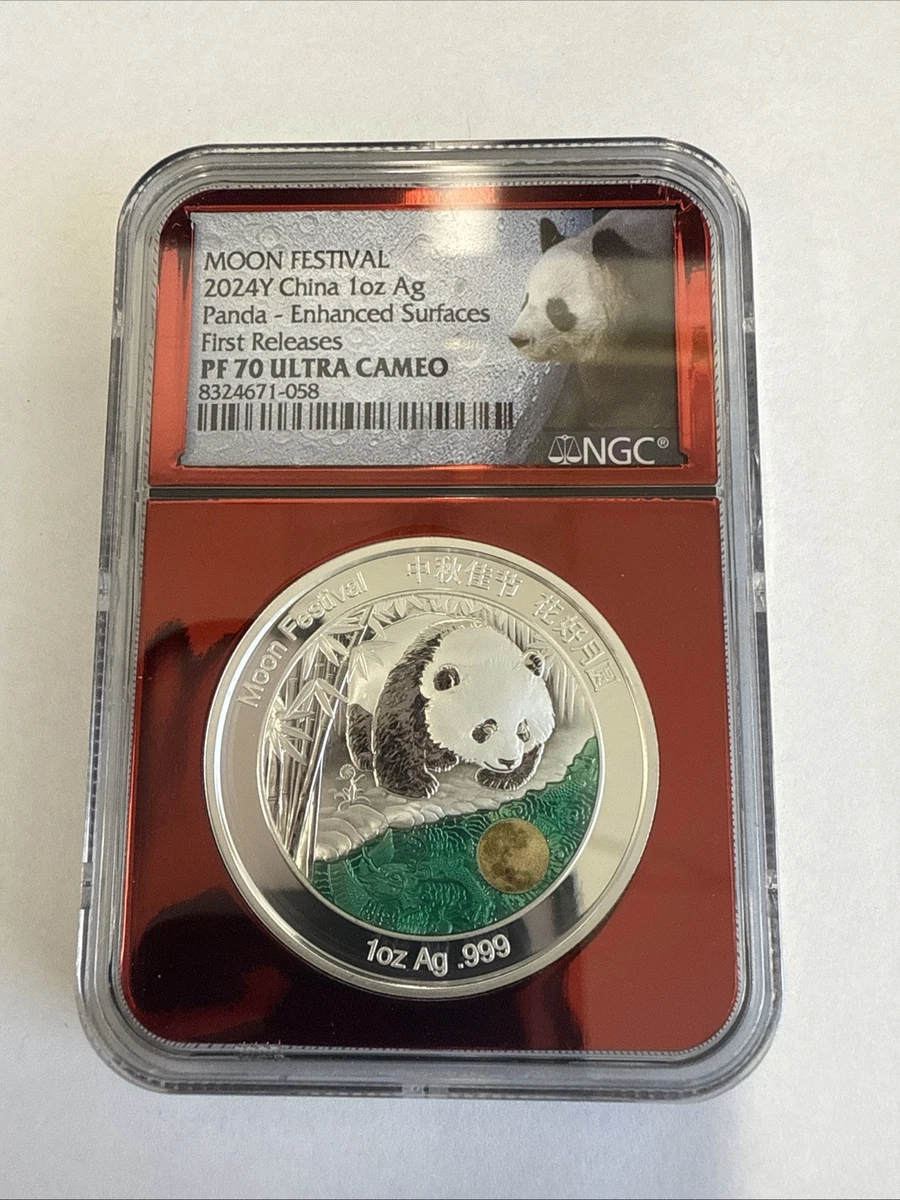 MOON FESTIVAL
2024Y China 1oz Ag
Panda - Enhanced Surfaces
First Releases
PF 70 ULTRA CAMEO
8324671-058
NGC®
Moon Festival 中秋佳节 花好月圆
1oz Ag .999